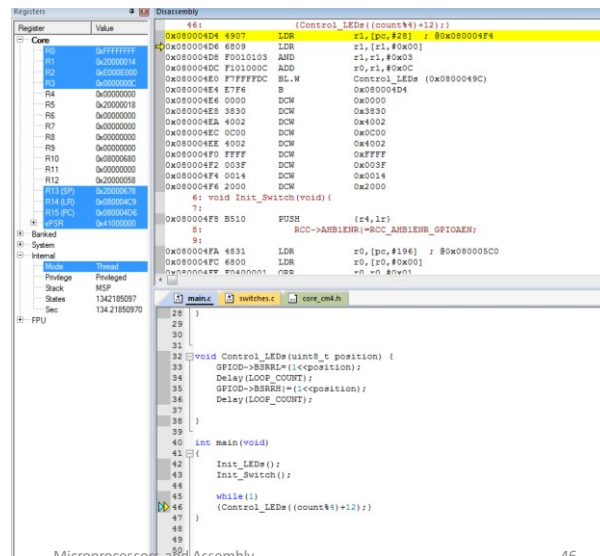 Registers
Register Value
Core
R0 0xFFFFFFFF
R1 0x20000014
R2 0xE000E000
R3 0x0000000C
R4 0x00000000
R5 0x20000018
R6 0x00000000
R7 0x00000000
R8 0x00000000
R9 0x00000000
R10 0x08000680
R11 0x00000000
R12 0x20000058
R13 (SP) 0x20000678
R14 (LR) 0x080004C9
R15 (PC) 0x080004D6
xPSR 0x41000000
Banked
System
Internal
Mode Thread
Privilege Privileged
Stack MSP
States 1342185097
Sec 134.21850970
FPU
Disassembly
46: {Control_LEDs((count%4)+12);}
0x080004D4 4907 LDR r1,[pc,#28] ; @0x080004F4
0x080004D6 6809 LDR r1,[r1,#0x00]
0x080004D8 F0010103 AND r1,r1,#0x03
0x080004DC F101000C ADD r0,r1,#0x0C
0x080004E0 F7FFFFDC BL.W Control_LEDs (0x0800049C)
0x080004E4 E7F6 B 0x080004D4
0x080004E6 0000 DCW 0x0000
0x080004E8 3830 DCW 0x3830
0x080004EA 4002 DCW 0x4002
0x080004EC 0C00 DCW 0x0C00
0x080004EE 4002 DCW 0x4002
0x080004F0 FFFF DCW 0xFFFF
0x080004F2 003F DCW 0x003F
0x080004F4 0014 DCW 0x0014
0x080004F6 2000 DCW 0x2000
6: void Init_Switch(void){
7:
0x080004F8 B510 PUSH {r4,lr}
8: RCC->AHB1ENR|=RCC_AHB1ENR_GPIOAEN;
9:
0x080004FA 4831 LDR r0,[pc,#196] ; @0x080005C0
0x080004FC 6800 LDR r0,[r0,#0x00]
0x080004FE F0400001 ORR r0,r0,#0x01
main.c switches.c core_cm4.h
28 }
29
30
31
32 void Control_LEDs(uint8_t position) {
33 GPIOD->BSRRL=(1<<position);
34 Delay(LOOP_COUNT);
35 GPIOD->BSRRH|=(1<<position);
36 Delay(LOOP_COUNT);
37
38 }
39
40 int main(void)
41 {
42 Init_LEDs();
43 Init_Switch();
44
45 while(1)
46 {Control_LEDs((count%4)+12);}
47 }
48
49
50
Microprocessors and Assembly
46